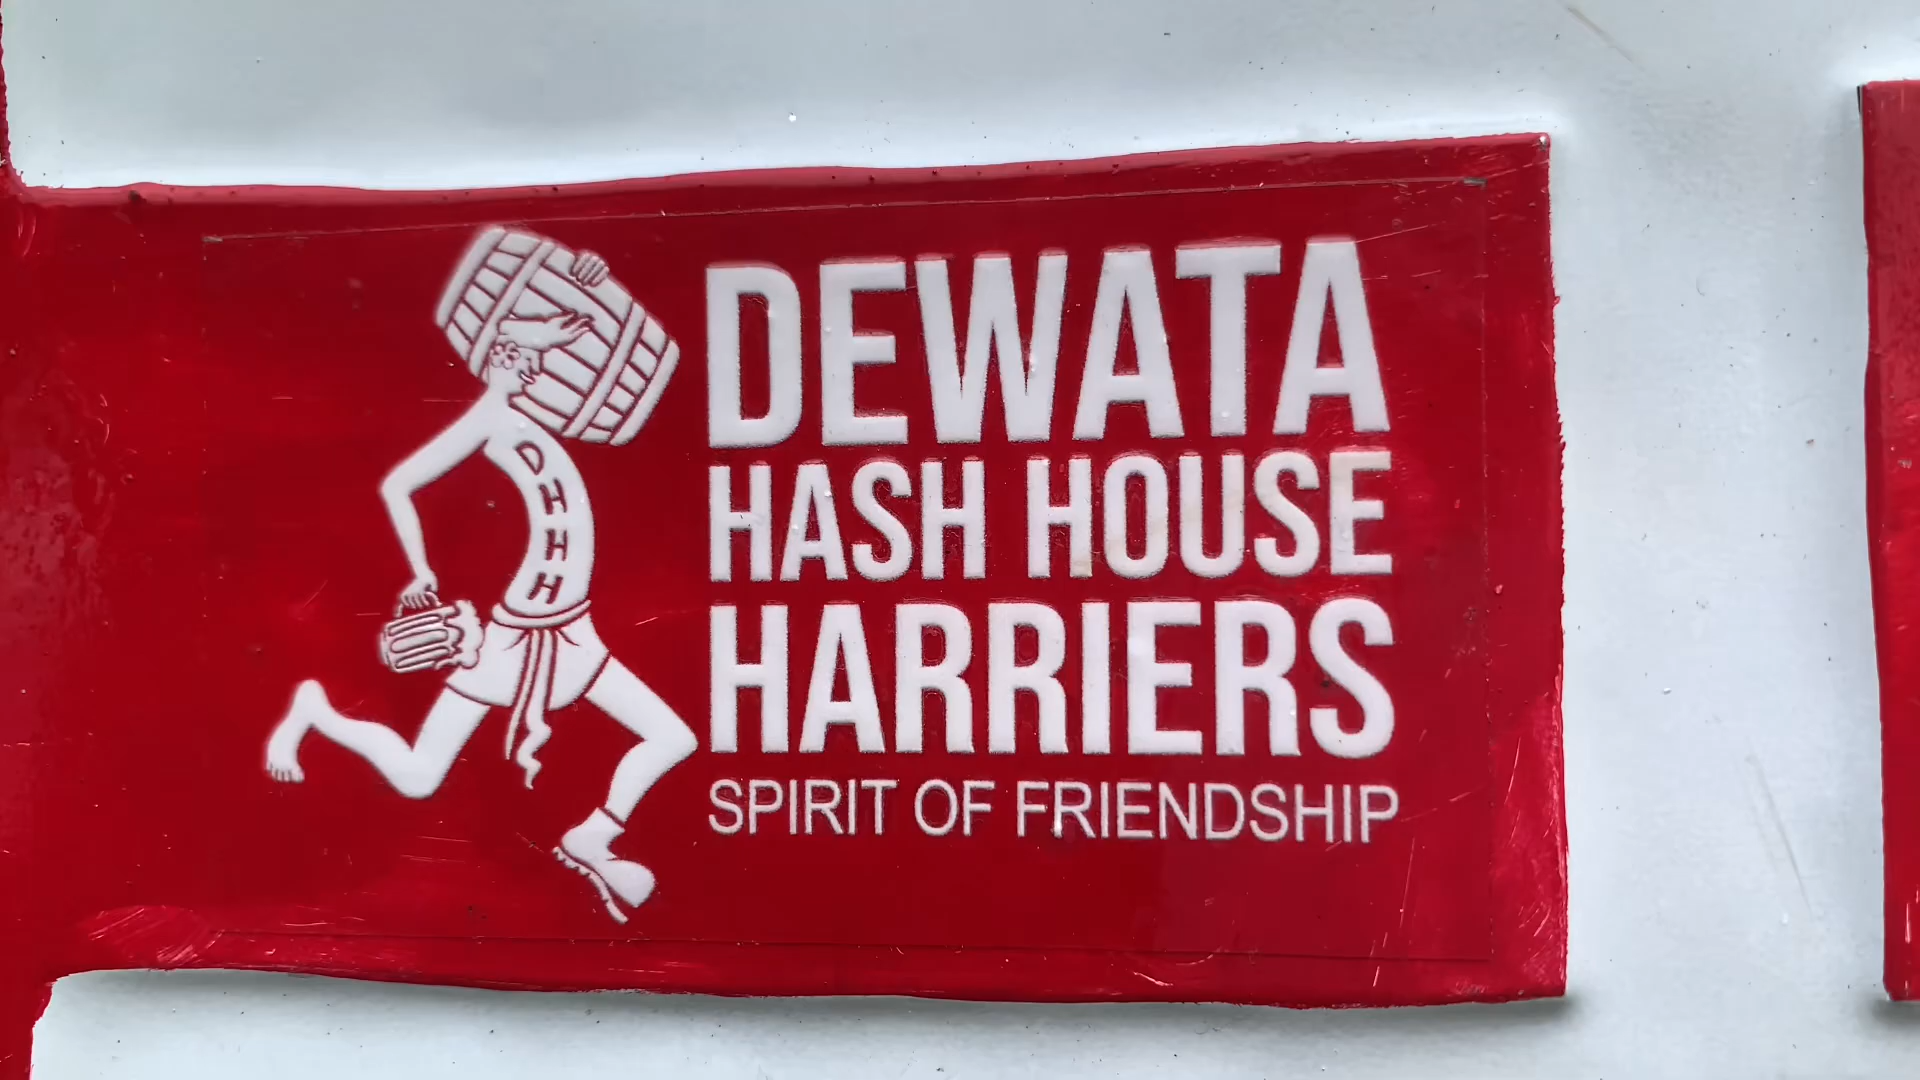 DEWATA
HASH HOUSE
HARRIERS
SPIRIT OF FRIENDSHIP
DHHH